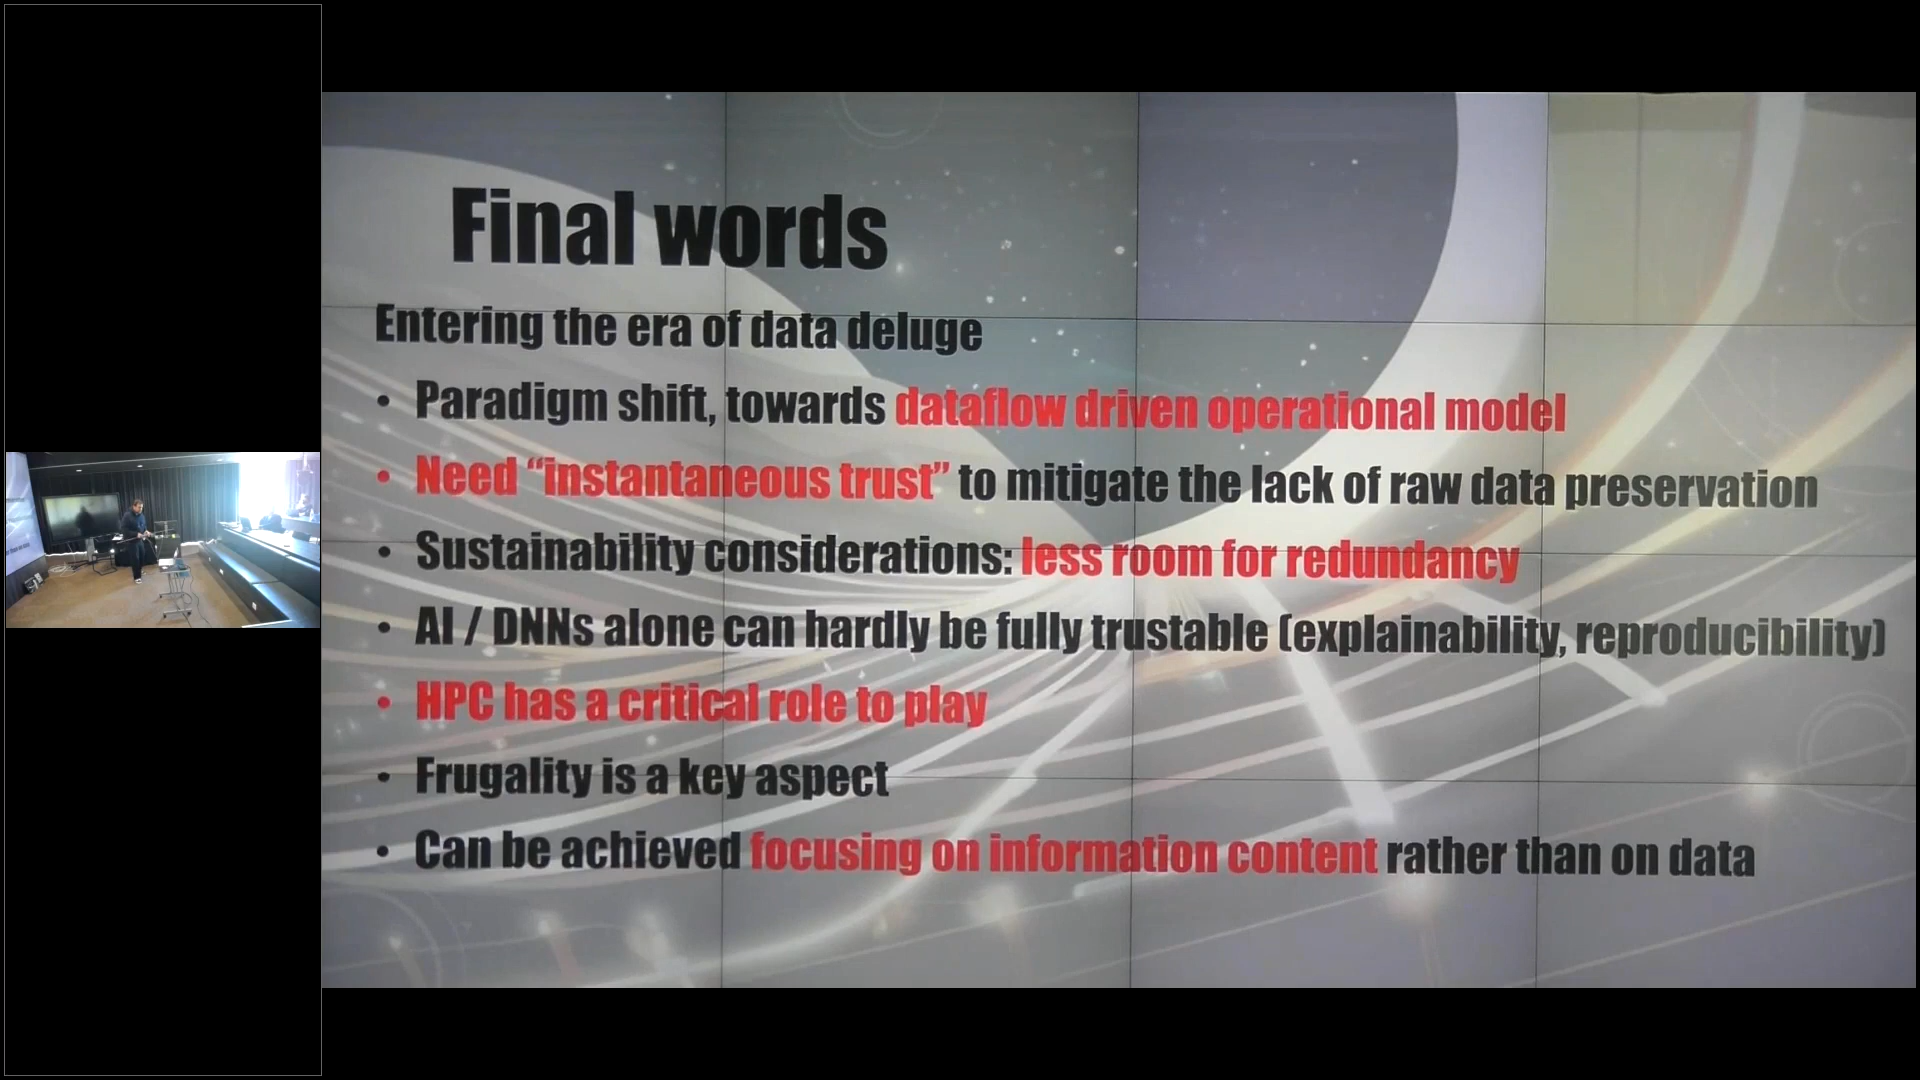 Final words
Entering the era of data deluge
• Paradigm shift, towards dataflow driven operational model
• Need “instantaneous trust” to mitigate the lack of raw data preservation
• Sustainability considerations: less room for redundancy
• AI / DNNs alone can hardly be fully trustable (explainability, reproducibility)
• HPC has a critical role to play
• Frugality is a key aspect
• Can be achieved focusing on information content rather than on data